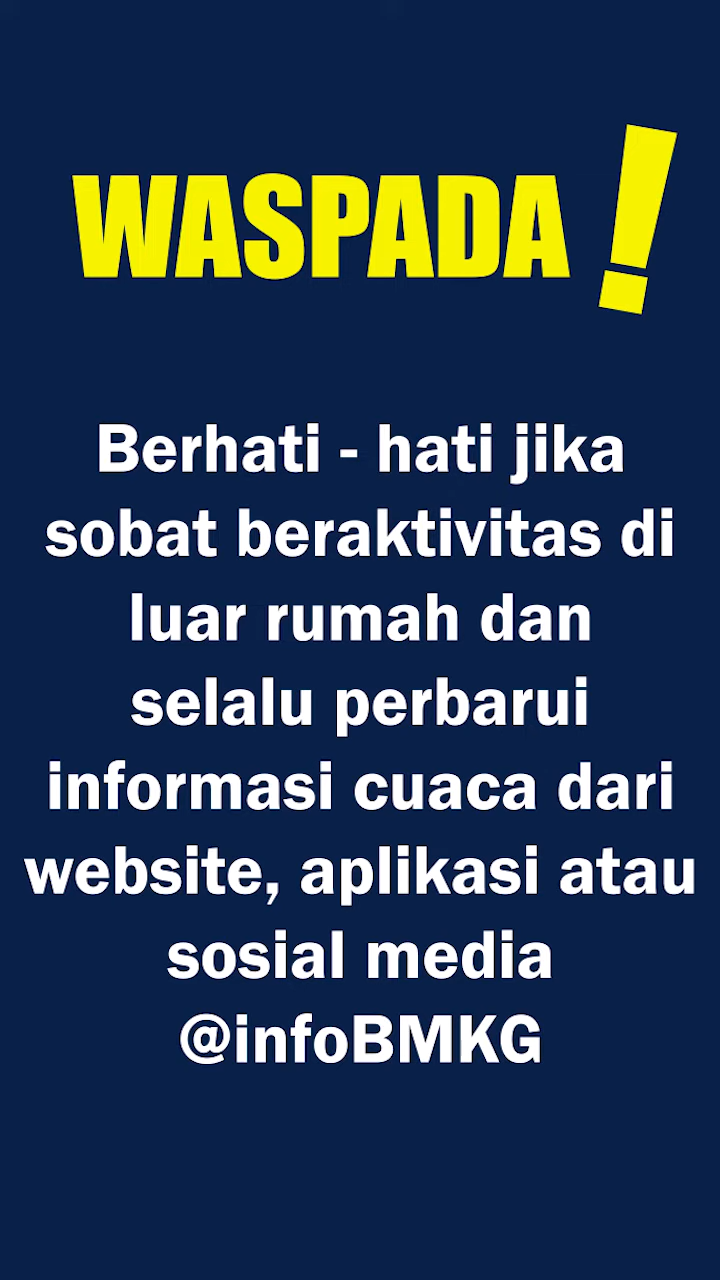 WASPADA!
Berhati - hati jika
sobat beraktivitas di
luar rumah dan
selalu perbarui
informasi cuaca dari
website, aplikasi atau
sosial media
@infoBMKG